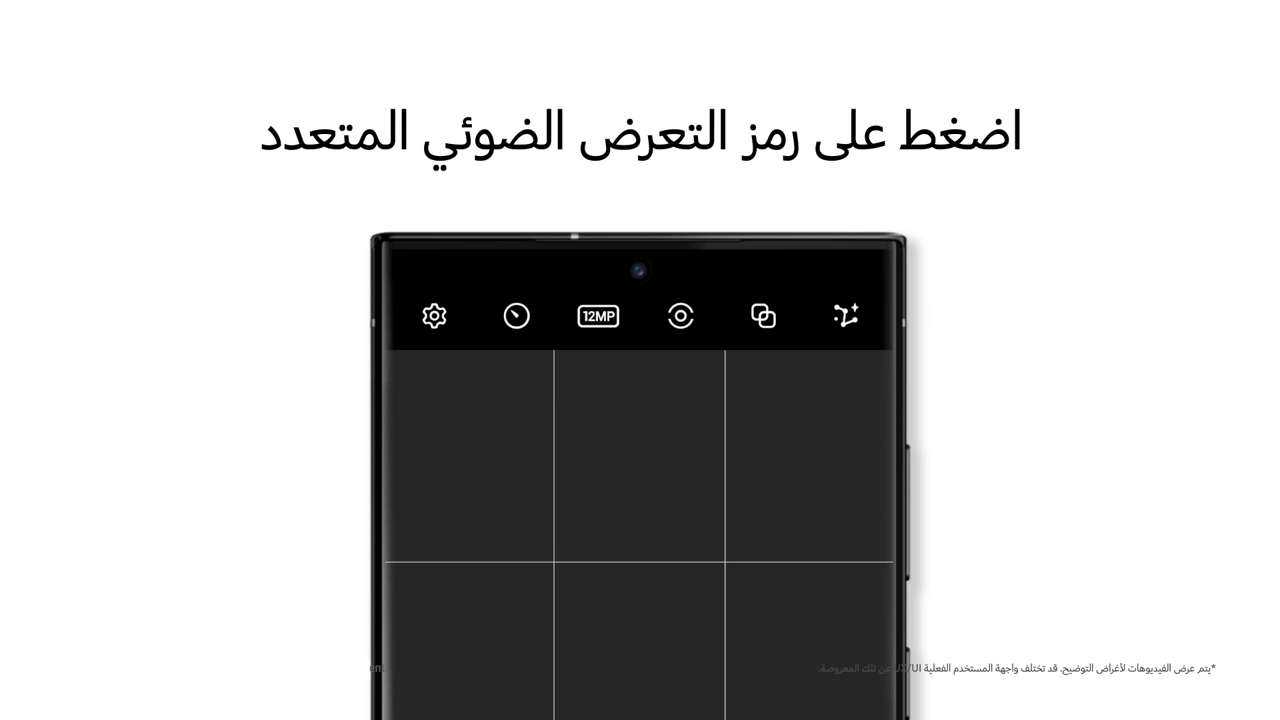 اضغط على رمز التعرض الضوئي المتعدد
12MP
*يتم عرض الفيديوهات لأغراض التوضيح. قد تختلف واجهة المستخدم الفعلية UX/UI عن تلك المعروضة.